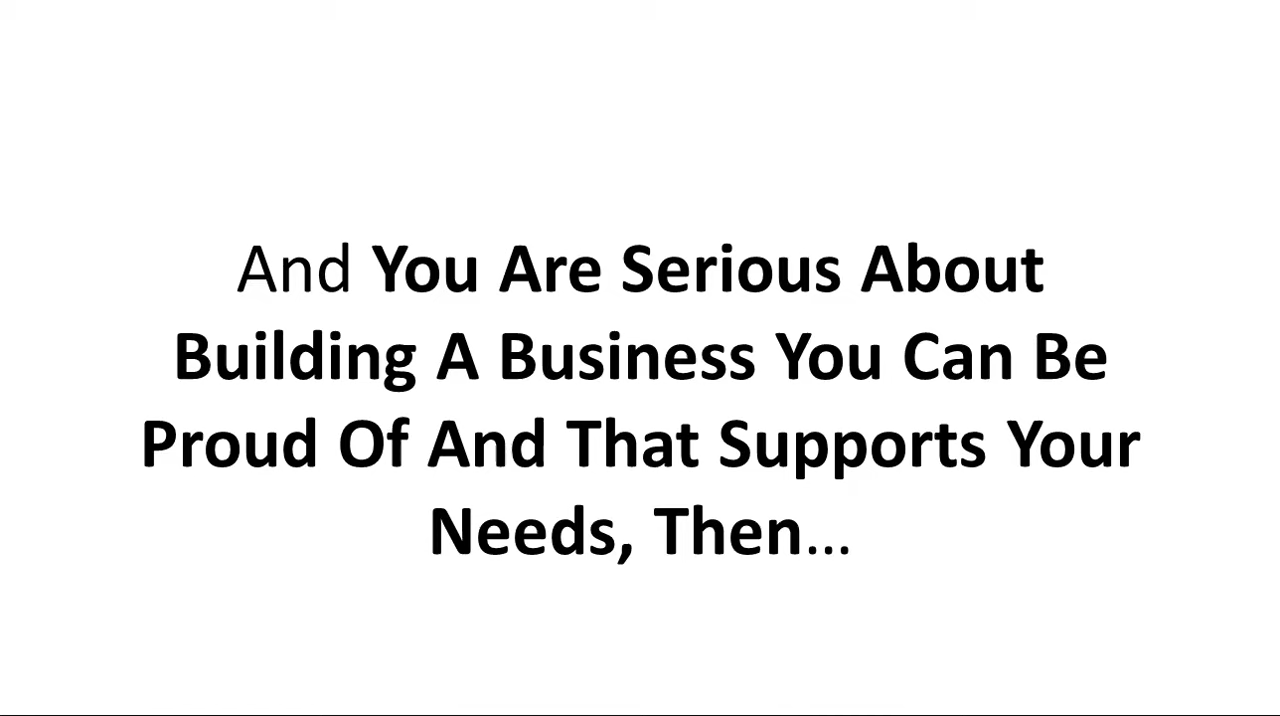 And You Are Serious About
Building A Business You Can Be
Proud Of And That Supports Your
Needs, Then...